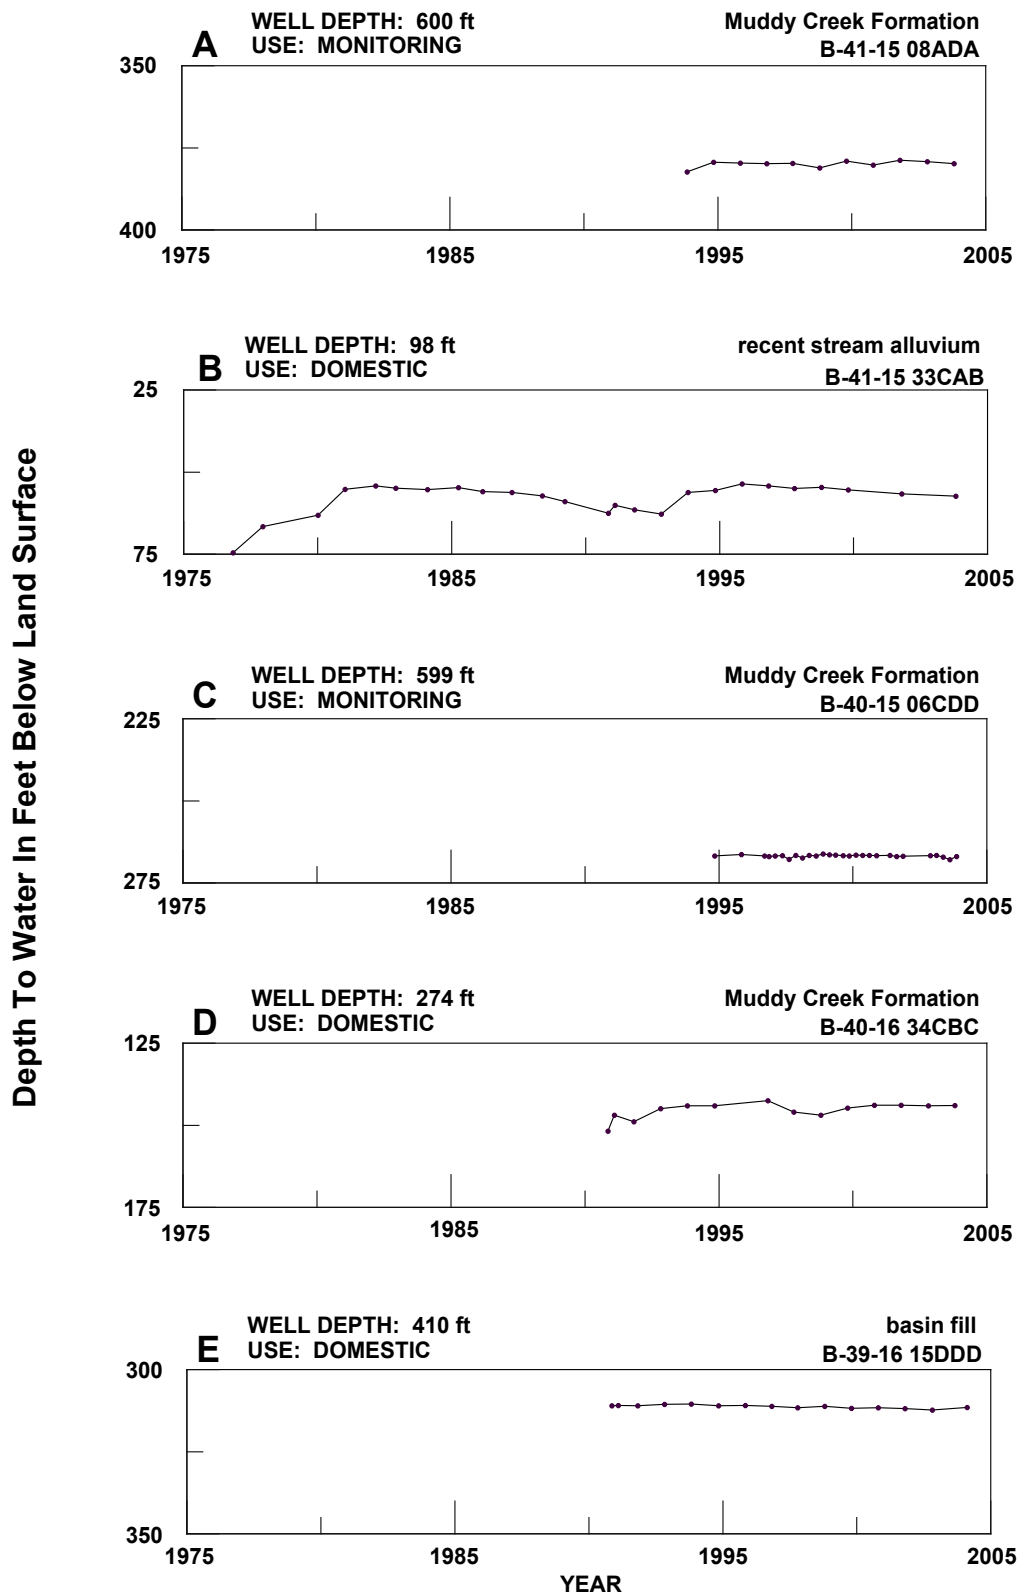 Depth To Water In Feet Below Land Surface
A
WELL DEPTH: 600 ft
USE: MONITORING
Muddy Creek Formation
B-41-15 08ADA
350
400
1975 1985 1995 2005
B
WELL DEPTH: 98 ft
USE: DOMESTIC
recent stream alluvium
B-41-15 33CAB
25
75
1975 1985 1995 2005
C
WELL DEPTH: 599 ft
USE: MONITORING
Muddy Creek Formation
B-40-15 06CDD
225
275
1975 1985 1995 2005
D
WELL DEPTH: 274 ft
USE: DOMESTIC
Muddy Creek Formation
B-40-16 34CBC
125
175
1975 1985 1995 2005
E
WELL DEPTH: 410 ft
USE: DOMESTIC
basin fill
B-39-16 15DDD
300
350
1975 1985 1995 2005
YEAR